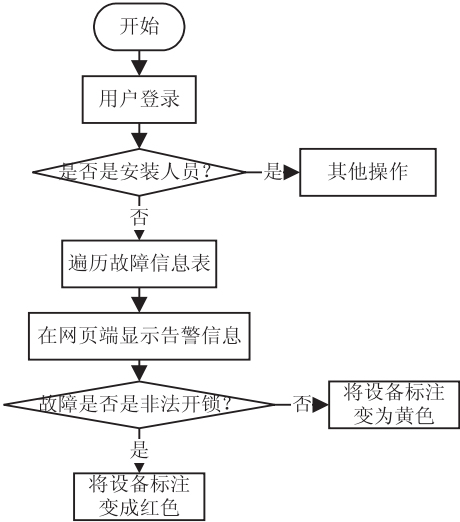 开始
用户登录
是否是安装人员？
是
其他操作
否
遍历故障信息表
在网页端显示告警信息
故障是否是非法开锁？
否
将设备标注
变为黄色
是
将设备标注
变成红色